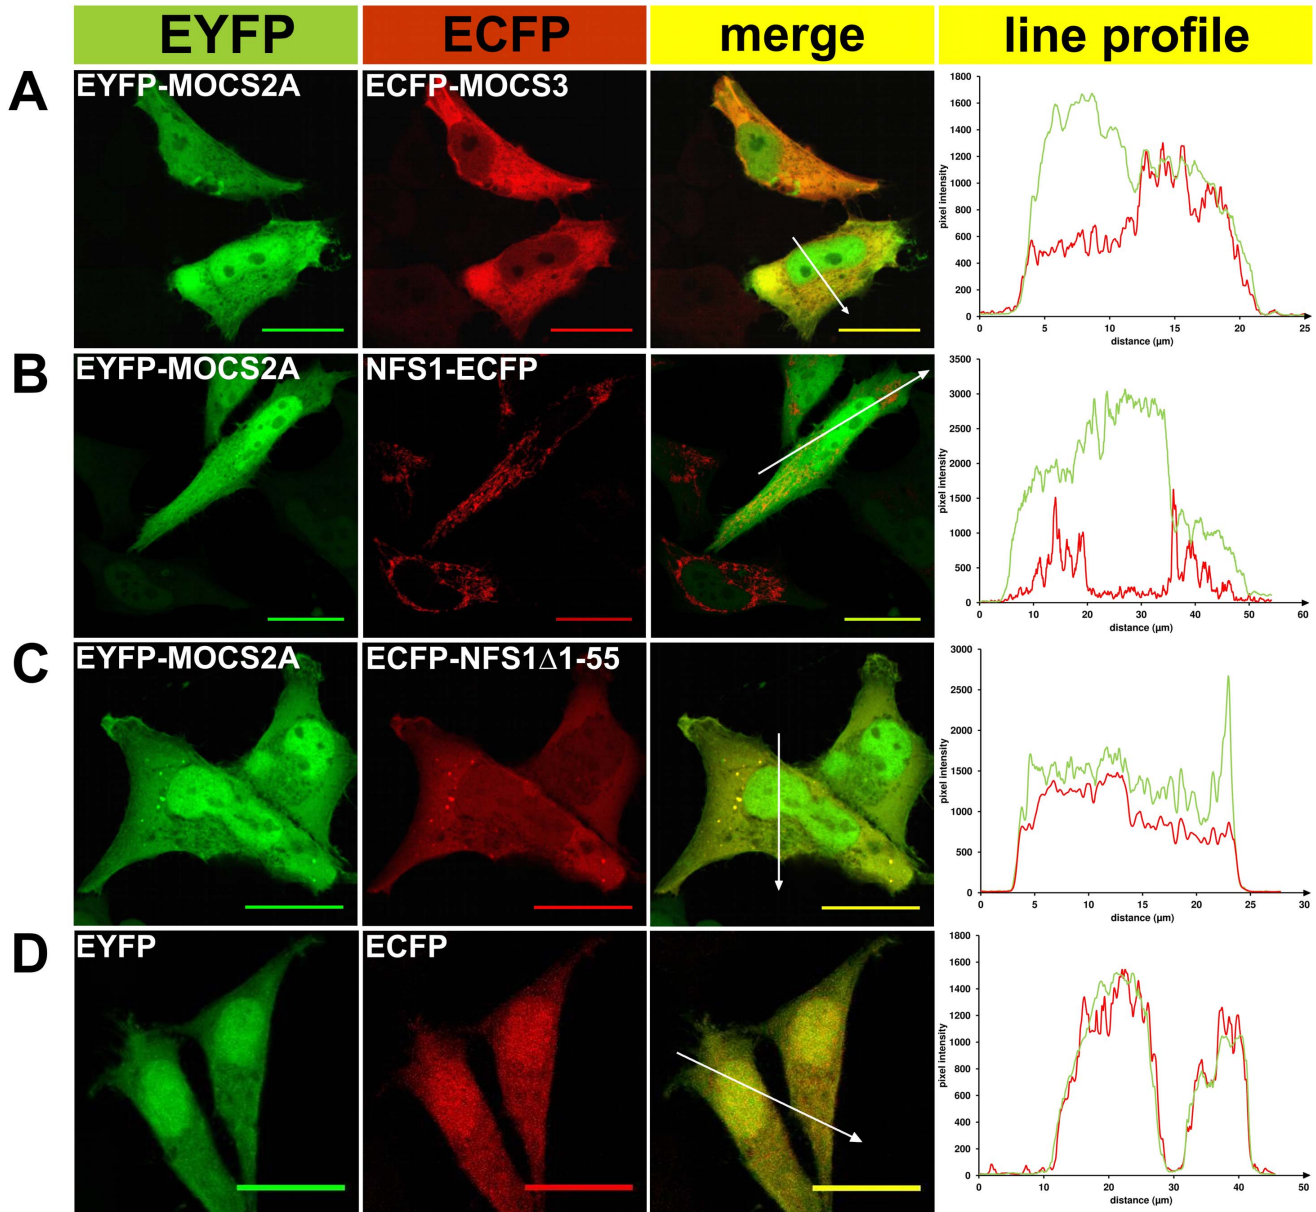 EYFP ECFP merge line profile
A EYFP-MOCS2A ECFP-MOCS3
1800
1600
1400
1200
1000
800
600
400
200
0
pixel intensity
0 5 10 15 20 25
distance (µm)
B EYFP-MOCS2A NFS1-ECFP
3500
3000
2500
2000
1500
1000
500
0
pixel intensity
0 10 20 30 40 50 60
distance (µm)
C EYFP-MOCS2A ECFP-NFS1Δ1-55
3000
2500
2000
1500
1000
500
0
pixel intensity
0 5 10 15 20 25 30
distance (µm)
D EYFP ECFP
1800
1600
1400
1200
1000
800
600
400
200
0
pixel intensity
0 10 20 30 40 50
distance (µm)